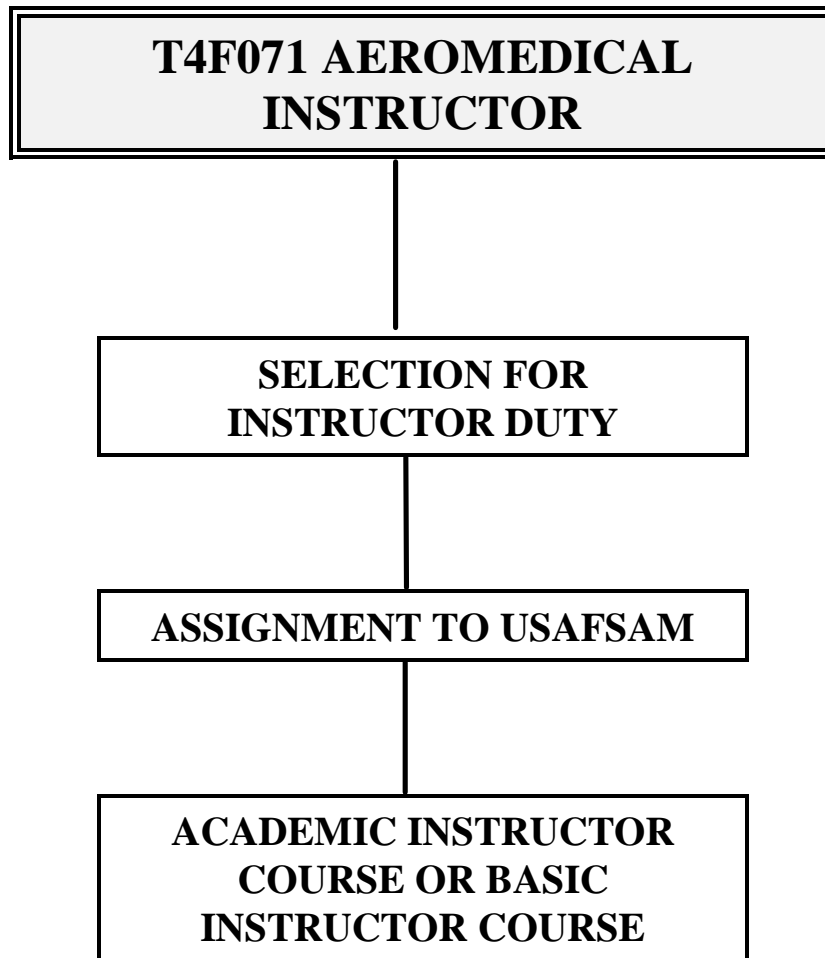 T4F071 AEROMEDICAL
INSTRUCTOR
SELECTION FOR
INSTRUCTOR DUTY
ASSIGNMENT TO USAFSAM
ACADEMIC INSTRUCTOR
COURSE OR BASIC
INSTRUCTOR COURSE